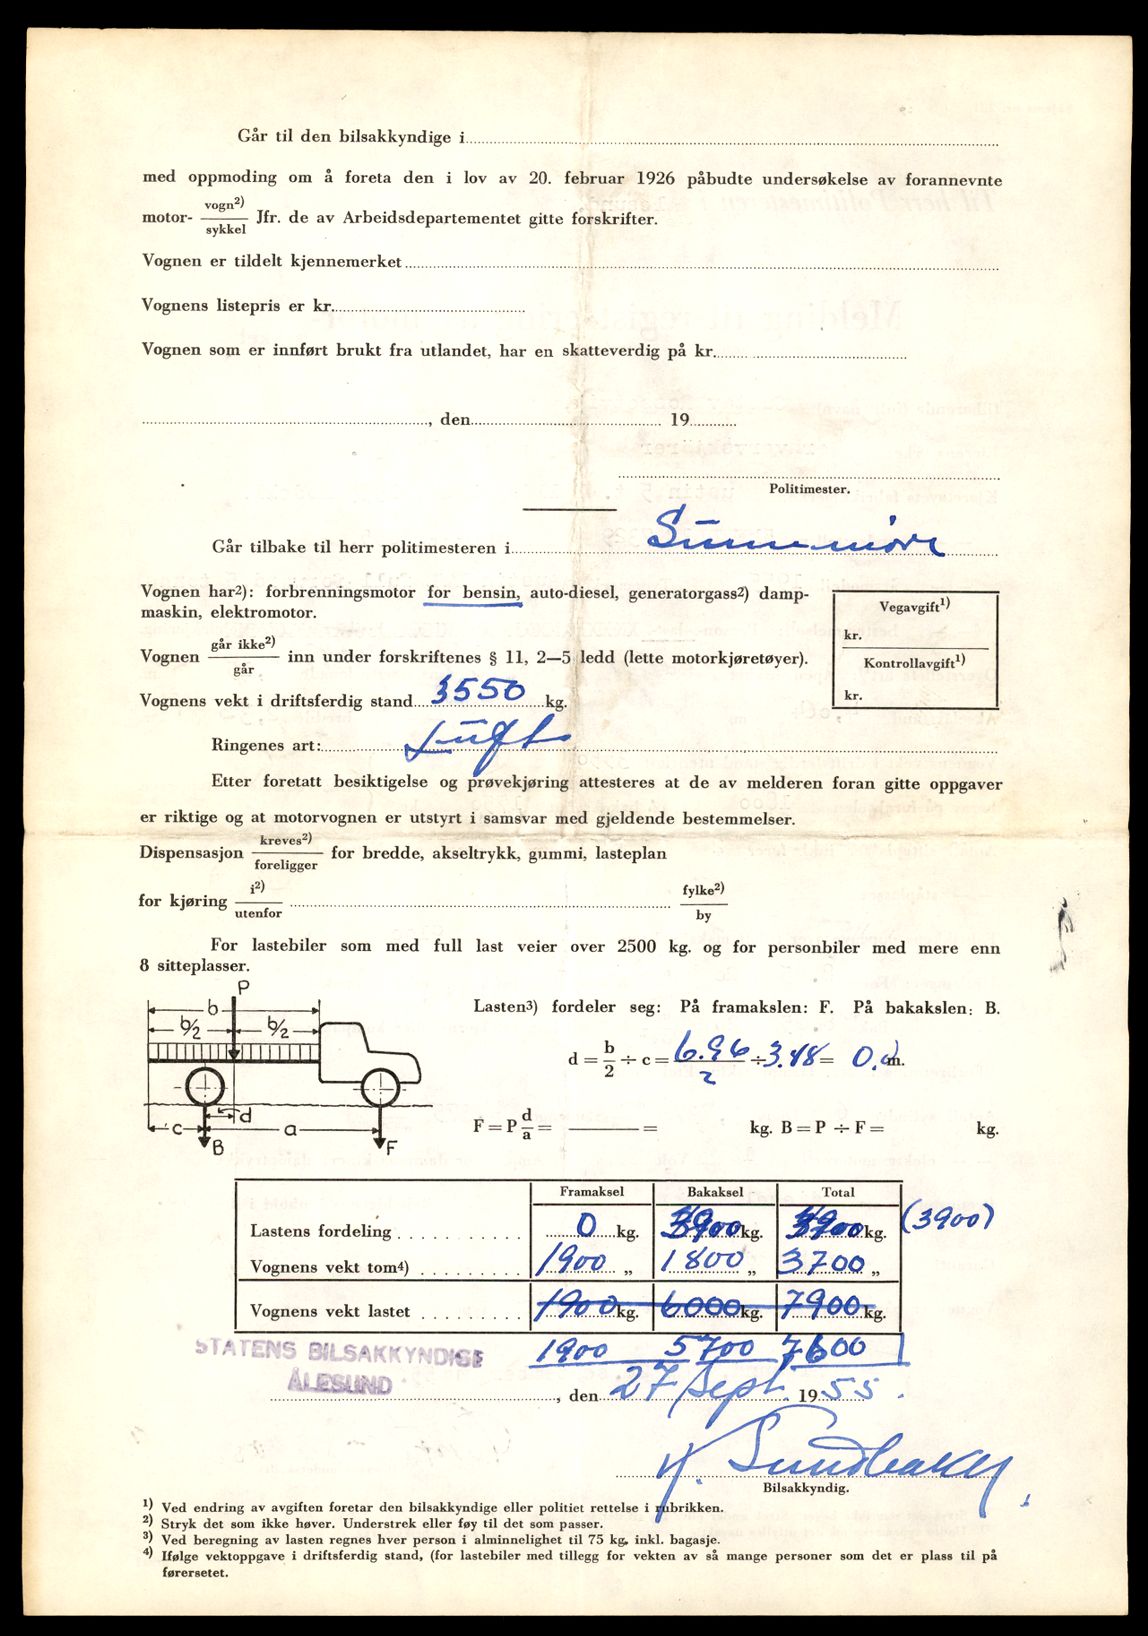 Går til den bilsakkyndige i
med oppmoding om å foreta den i lov av 20. februar 1926 påbudte undersøkelse av forannevnte
motor- vogn²) / sykkel Jfr. de av Arbeidsdepartementet gitte forskrifter.
Vognen er tildelt kjennemerket
Vognens listepris er kr.
Vognen som er innført brukt fra utlandet, har en skatteverdig på kr.
, den 19
Politimester.
Går tilbake til herr politimesteren i Sunnmøre
Vognen har²): forbrenningsmotor for bensin, auto-diesel, generatorgass²) damp-
maskin, elektromotor.
Vegavgift¹)
kr.
Kontrollavgift¹)
kr.
Vognen går ikke²) / går inn under forskriftenes § 11, 2—5 ledd (lette motorkjøretøyer).
Vognens vekt i driftsferdig stand 3550 kg.
Ringenes art: Luft
Etter foretatt besiktigelse og prøvekjøring attesteres at de av melderen foran gitte oppgaver
er riktige og at motorvognen er utstyrt i samsvar med gjeldende bestemmelser.
Dispensasjon kreves²) / foreligger for bredde, akseltrykk, gummi, lasteplan
for kjøring i²) / utenfor fylke²) / by
For lastebiler som med full last veier over 2500 kg. og for personbiler med mere enn
8 sitteplasser.
P
b
b/2 b/2
c d a
B F
Lasten³) fordeler seg: På framakslen: F. På bakakslen: B.
d = b/2 ÷ c = 6.96/2 ÷ 3.48 = 0.0 m.
F = P d/a = = kg. B = P ÷ F = kg.
Framaksel Bakaksel Total
Lastens fordeling 0 kg. 3900 kg. 3900 kg. (3900)
Vognens vekt tom⁴) 1900 „ 1800 „ 3700 „
Vognens vekt lastet 1900 kg. 6000 kg. 7900 kg.
1900 5700 7600
STATENS BILSAKKYNDIGE
ÅLESUND
, den 27/sept. 1955.
K. Sundbakk
Bilsakkyndig.
¹) Ved endring av avgiften foretar den bilsakkyndige eller politiet rettelse i rubrikken.
²) Stryk det som ikke høver. Understrek eller føy til det som passer.
³) Ved beregning av lasten regnes hver person i alminnelighet til 75 kg. inkl. bagasje.
⁴) Ifølge vektoppgave i driftsferdig stand, (for lastebiler med tillegg for vekten av så mange personer som det er plass til på
førersetet.